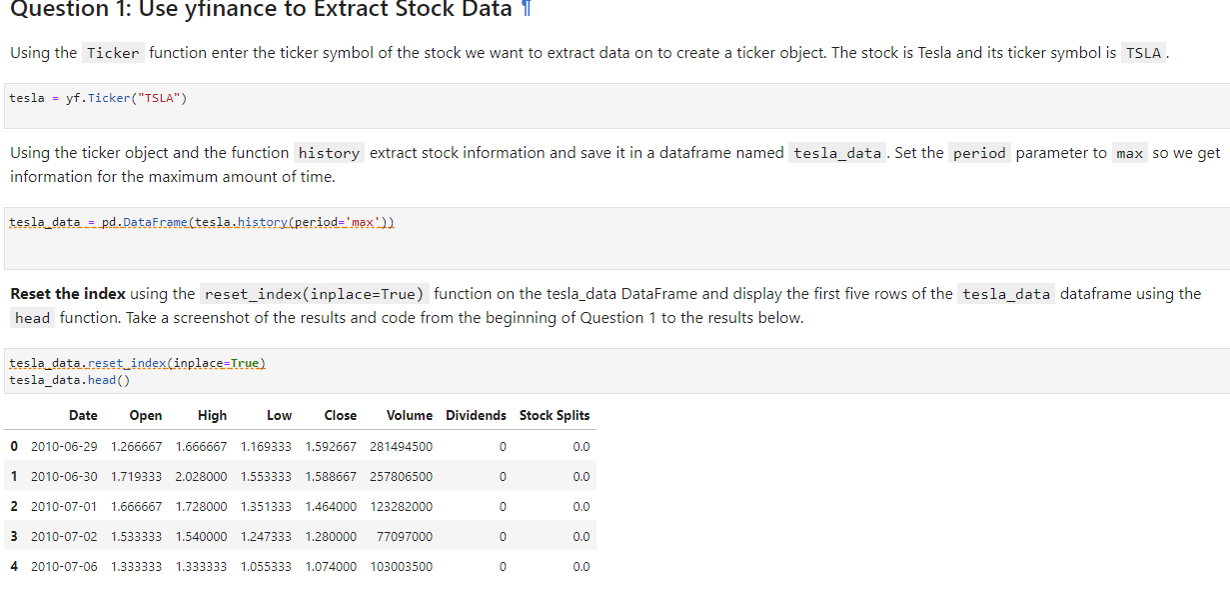 Question 1: Use yfinance to Extract Stock Data ¶
Using the Ticker function enter the ticker symbol of the stock we want to extract data on to create a ticker object. The stock is Tesla and its ticker symbol is TSLA .
tesla = yf.Ticker("TSLA")
Using the ticker object and the function history extract stock information and save it in a dataframe named tesla_data . Set the period parameter to max so we get
information for the maximum amount of time.
tesla_data = pd.DataFrame(tesla.history(period='max'))
Reset the index using the reset_index(inplace=True) function on the tesla_data DataFrame and display the first five rows of the tesla_data dataframe using the
head function. Take a screenshot of the results and code from the beginning of Question 1 to the results below.
tesla_data.reset_index(inplace=True)
tesla_data.head()
Date Open High Low Close Volume Dividends Stock Splits
0 2010-06-29 1.266667 1.666667 1.169333 1.592667 281494500 0 0.0
1 2010-06-30 1.719333 2.028000 1.553333 1.588667 257806500 0 0.0
2 2010-07-01 1.666667 1.728000 1.351333 1.464000 123282000 0 0.0
3 2010-07-02 1.533333 1.540000 1.247333 1.280000 77097000 0 0.0
4 2010-07-06 1.333333 1.333333 1.055333 1.074000 103003500 0 0.0